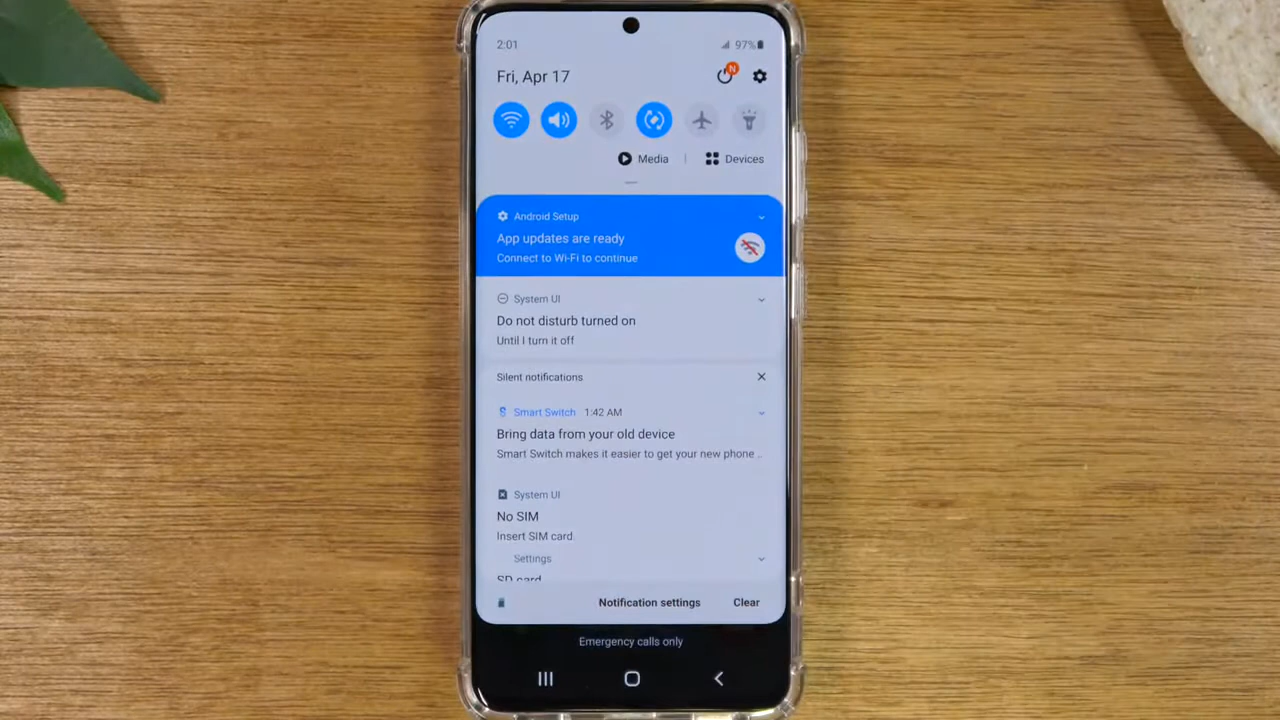 2:01 97%
Fri, Apr 17 N
Media | Devices
Android Setup
App updates are ready
Connect to Wi-Fi to continue
System UI
Do not disturb turned on
Until I turn it off
Silent notifications
Smart Switch 1:42 AM
Bring data from your old device
Smart Switch makes it easier to get your new phone ..
System UI
No SIM
Insert SIM card.
Settings
SD card
Notification settings Clear
Emergency calls only